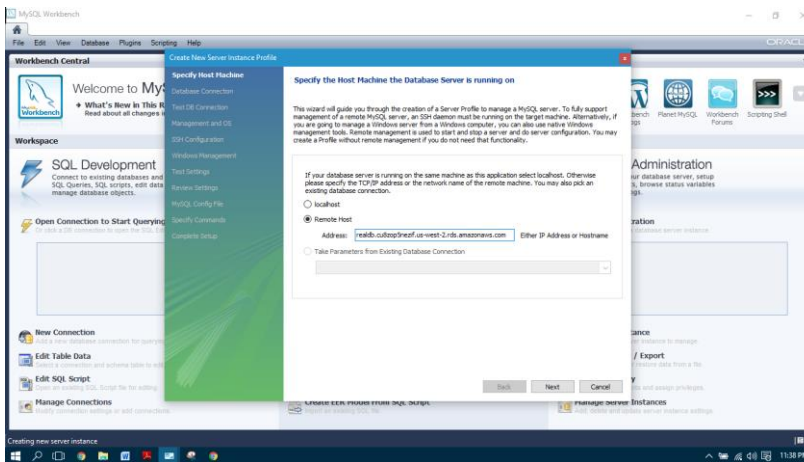 MySQL Workbench
File Edit View Database Plugins Scripting Help
ORACLE
Workbench Central
Welcome to MyS
What's New in This R
Read about all changes i
Workbench
Planet MySQL
Workbench Forums
Scripting Shell
Workspace
SQL Development
Connect to existing databases and
SQL Queries, SQL scripts, edit data
manage database objects.
Open Connection to Start Querying
New Connection
Edit Table Data
Edit SQL Script
Manage Connections
Create EER Model From SQL Script
Administration
ur database server, setup
s, browse status variables
/ Export
Manage Server Instances
Create New Server Instance Profile
Specify Host Machine
Database Connection
Test DB Connection
Management and OS
SSH Configuration
Windows Management
Test Settings
Review Settings
MySQL Config File
Specify Commands
Complete Setup
Specify the Host Machine the Database Server is running on
This wizard will guide you through the creation of a Server Profile to manage a MySQL server. To fully support
management of a remote MySQL server, an SSH daemon must be running on the target machine. Alternatively, if
you are going to manage a Windows server from a Windows computer, you can also use native Windows
management tools. Remote management is used to start and stop a server and do server configuration. You may
create a Profile without remote management if you do not need that functionality.
If your database server is running on the same machine as this application select localhost. Otherwise
please specify the TCP/IP address or the network name of the remote machine. You may also pick an
existing database connection.
localhost
Remote Host
Address: realdb.cu8zop5nezif.us-west-2.rds.amazonaws.com Either IP Address or Hostname
Take Parameters from Existing Database Connection
Back Next Cancel
Creating new server instance
11:38 PM